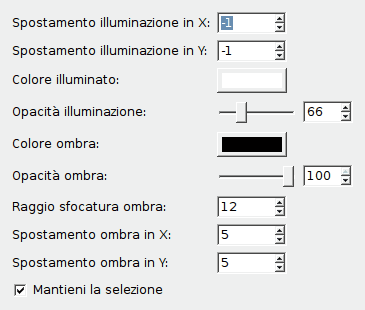 Spostamento illuminazione in X: -1
Spostamento illuminazione in Y: -1
Colore illuminato:
Opacità illuminazione: 66
Colore ombra:
Opacità ombra: 100
Raggio sfocatura ombra: 12
Spostamento ombra in X: 5
Spostamento ombra in Y: 5
Mantieni la selezione